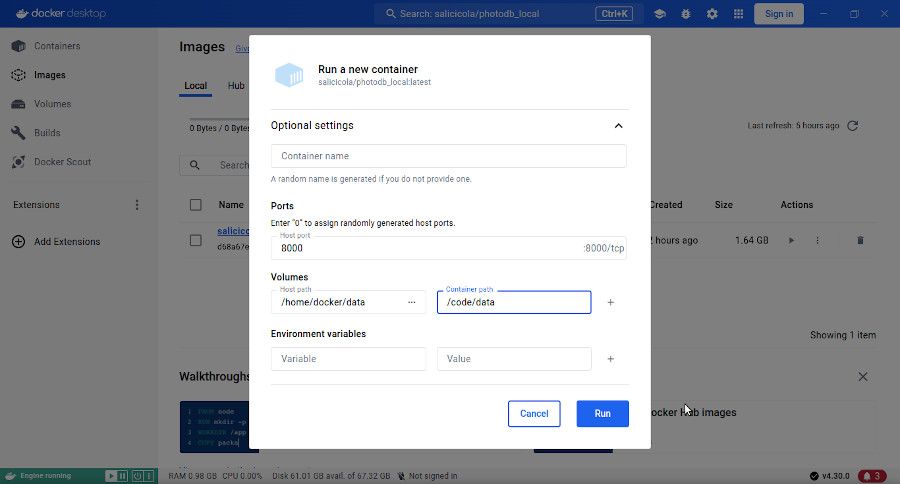 docker desktop
Search: salicicola/photodb_local
Ctrl+K
Sign in
Containers
Images
Volumes
Builds
Docker Scout
Extensions
Add Extensions
Images
Local
Hub
0 Bytes / 0 Bytes
Last refresh: 5 hours ago
Search
Name
Created
Size
Actions
d68a67e
hours ago
1.64 GB
Showing 1 item
Walkthroughs
1 FROM node
2 RUN mkdir -p
3 WORKDIR /app
4 COPY packa
Run a new container
salicicola/photodb_local:latest
Optional settings
Container name
A random name is generated if you do not provide one.
Ports
Enter "0" to assign randomly generated host ports.
Host port
8000
:8000/tcp
Volumes
Host path
/home/docker/data
...
Container path
/code/data
+
Environment variables
Variable
Value
+
Cancel
Run
Hub images
Engine running
RAM 0.98 GB CPU 0.00% Disk 61.01 GB avail. of 67.32 GB
Not signed in
v4.30.0
3